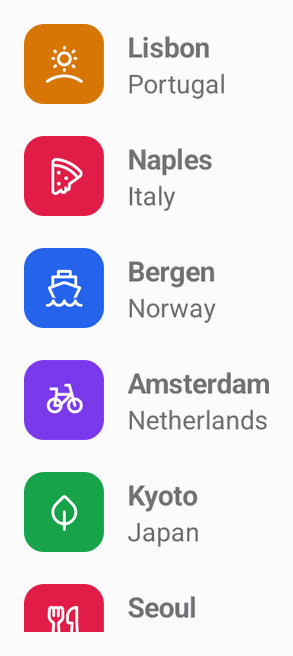 Lisbon
Portugal
Naples
Italy
Bergen
Norway
Amsterdam
Netherlands
Kyoto
Japan
Seoul